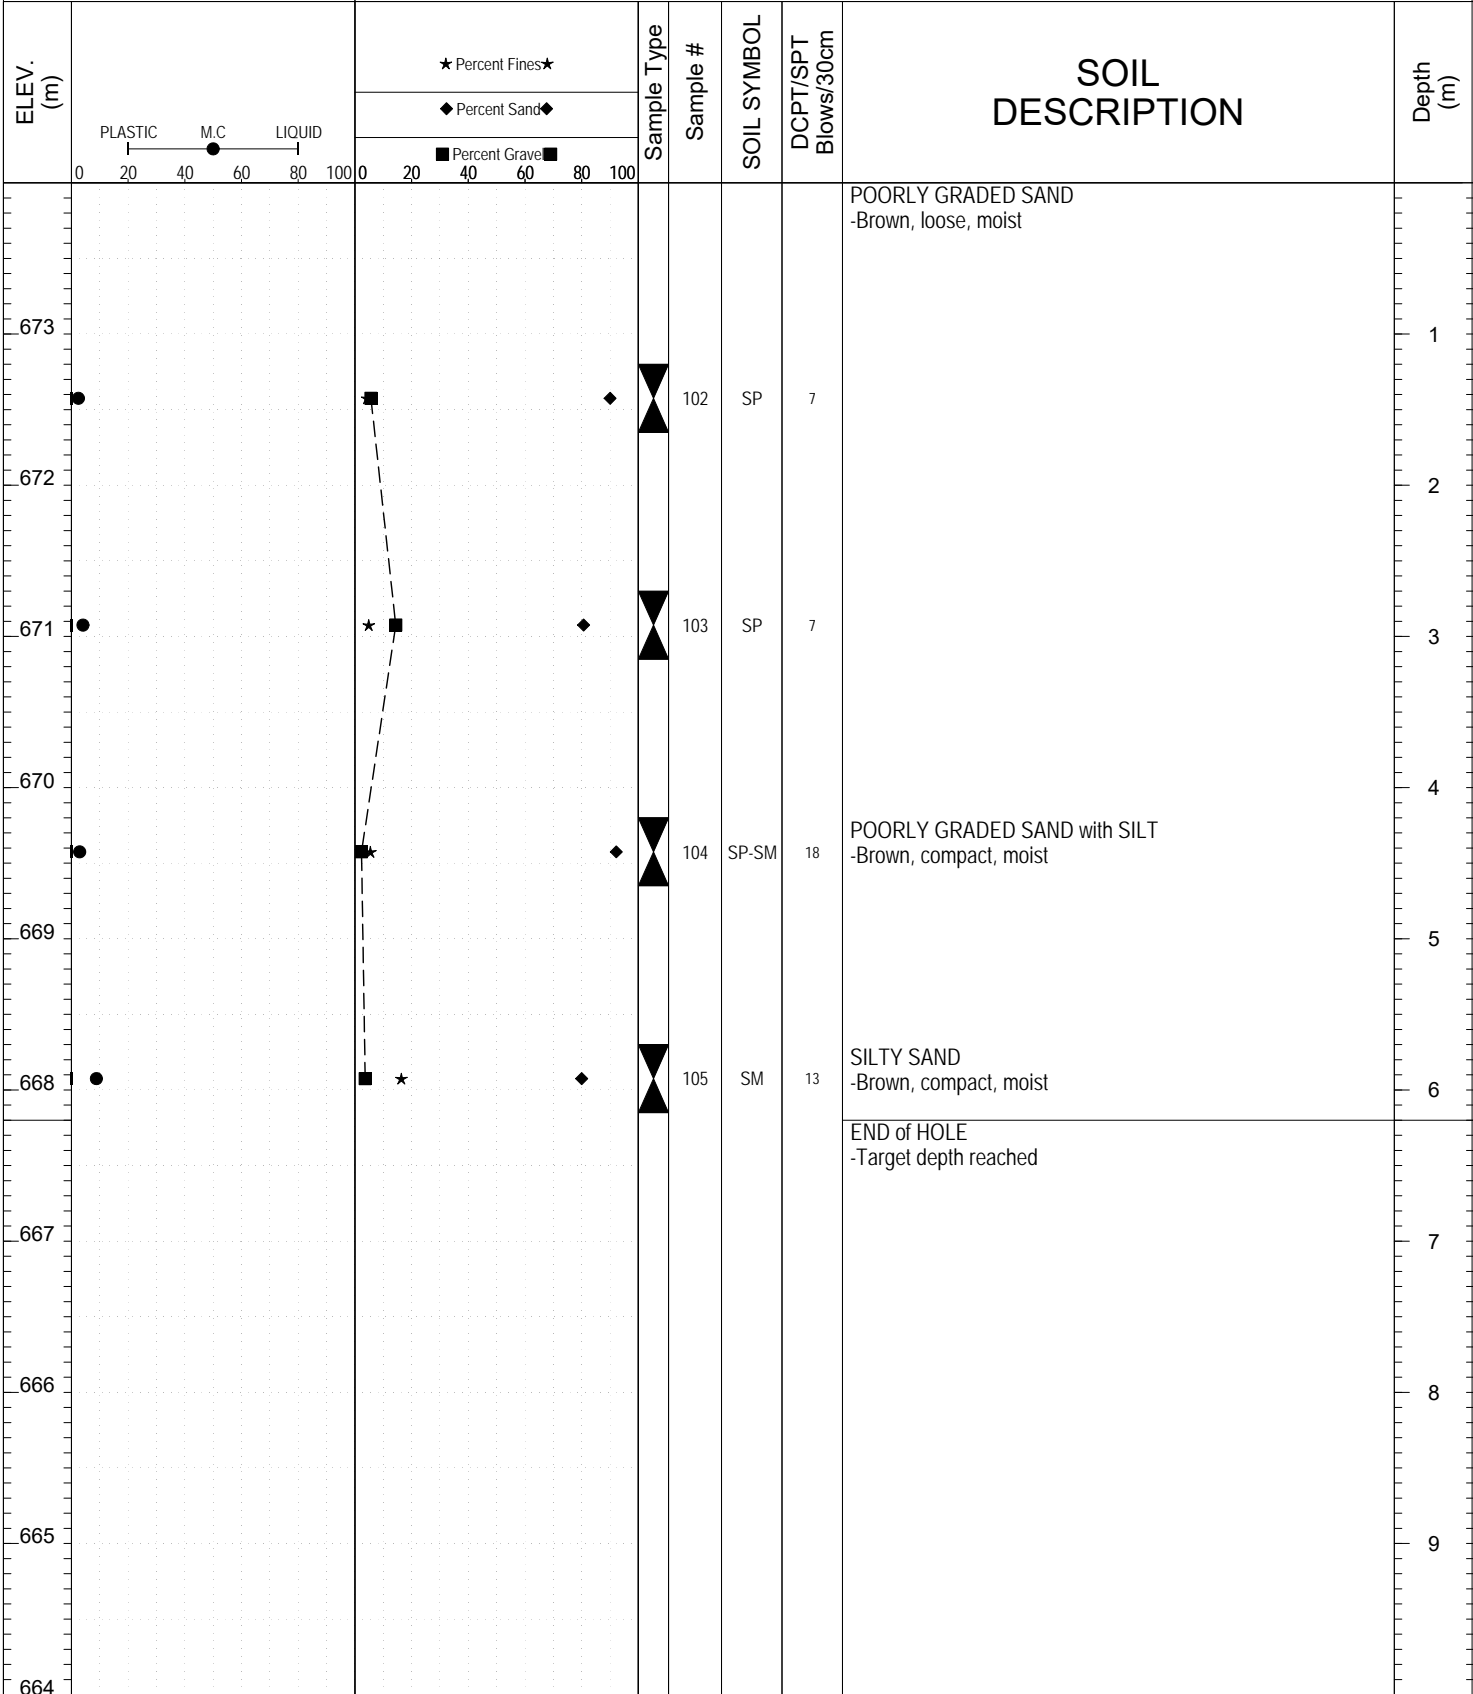 ELEV. (m)
PLASTIC M.C LIQUID
0 20 40 60 80 100
★ Percent Fines ★
◆ Percent Sand ◆
■ Percent Gravel ■
0 20 40 60 80 100
Sample Type
Sample #
SOIL SYMBOL
DCPT/SPT
Blows/30cm
SOIL
DESCRIPTION
Depth
(m)
POORLY GRADED SAND
-Brown, loose, moist
673 1
102 SP 7
672 2
103 SP 7
671 3
670 4
POORLY GRADED SAND with SILT
104 SP-SM 18 -Brown, compact, moist
669 5
SILTY SAND
105 SM 13 -Brown, compact, moist
668 6
END of HOLE
-Target depth reached
667 7
666 8
665 9
664